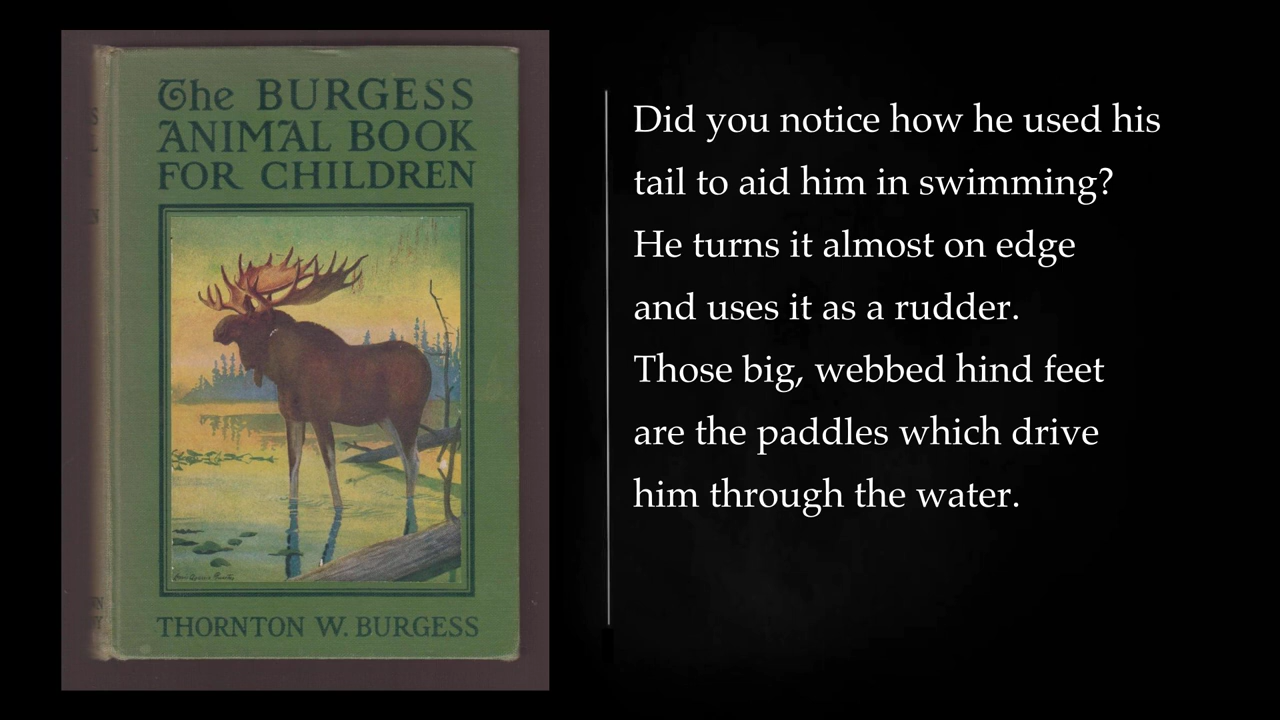 The BURGESS
ANIMAL BOOK
FOR CHILDREN
THORNTON W. BURGESS
Did you notice how he used his
tail to aid him in swimming?
He turns it almost on edge
and uses it as a rudder.
Those big, webbed hind feet
are the paddles which drive
him through the water.